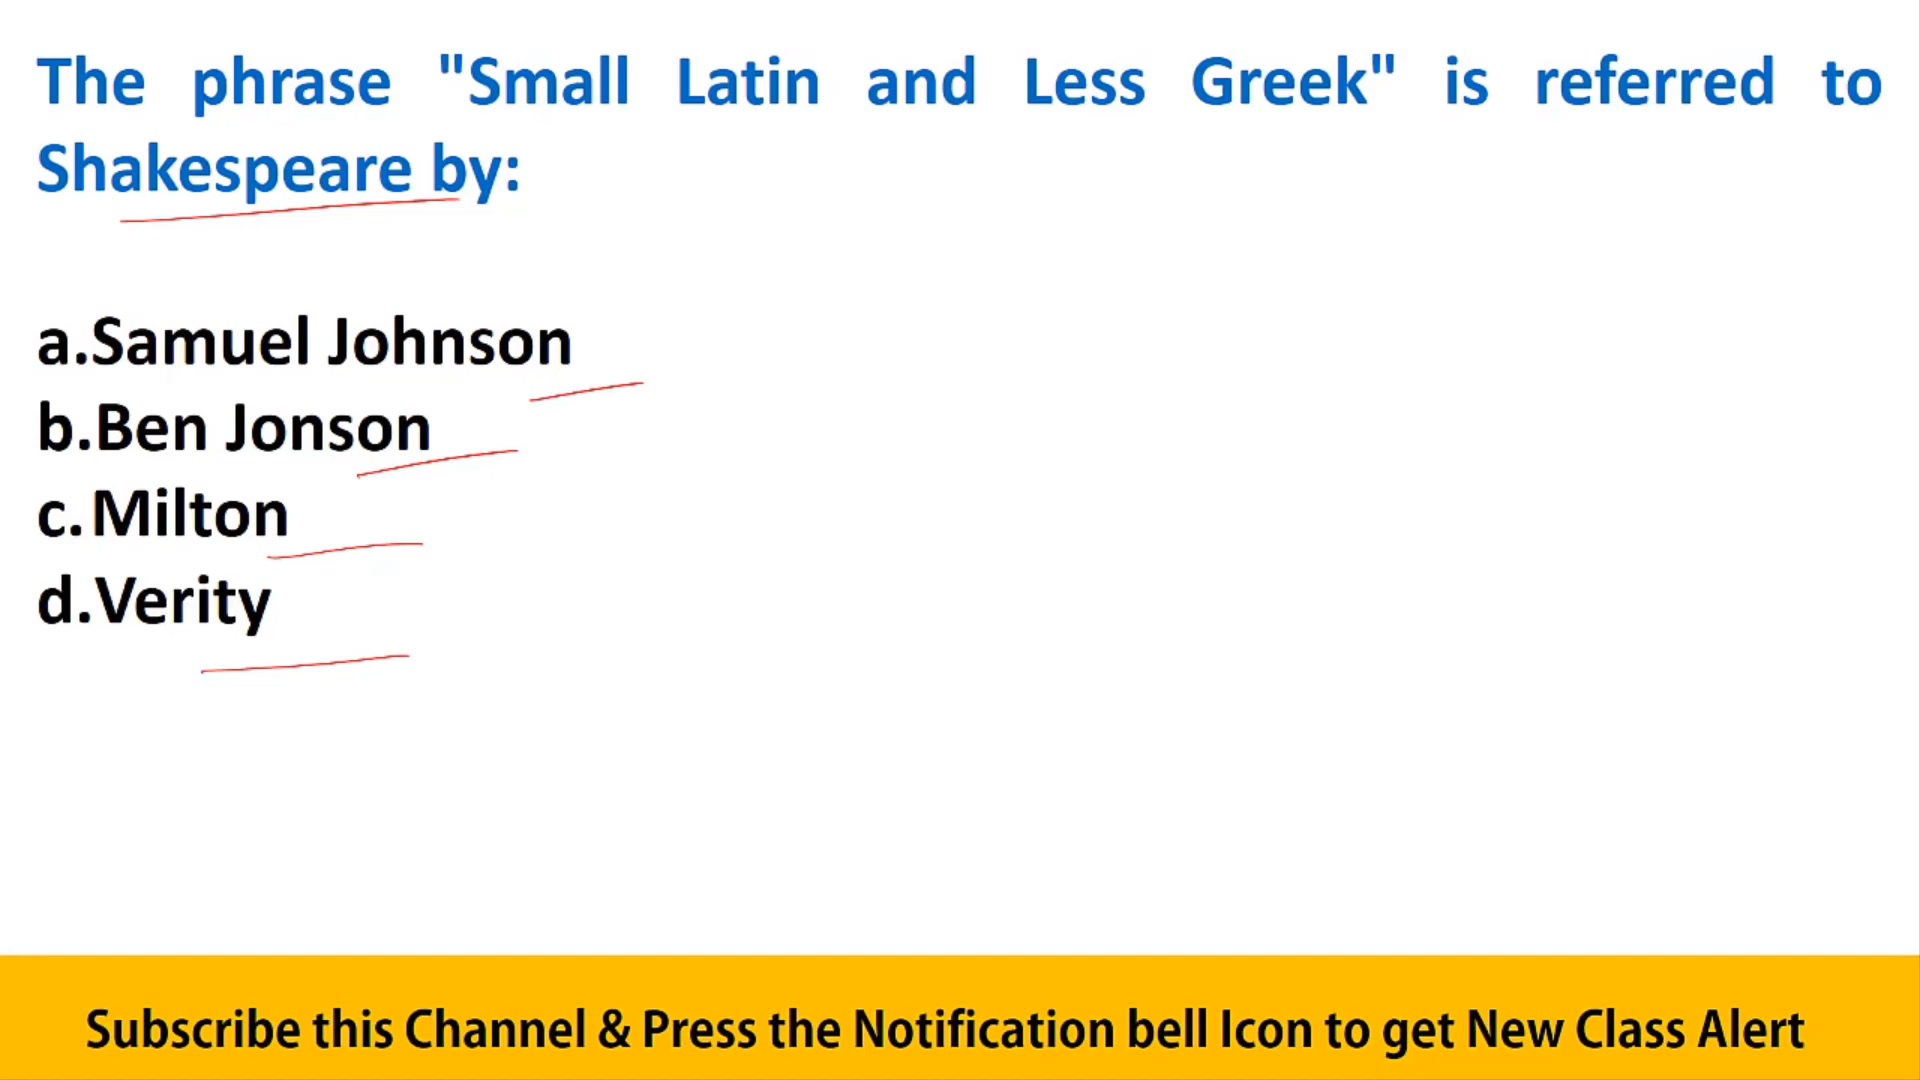 The phrase "Small Latin and Less Greek" is referred to
Shakespeare by:
a.Samuel Johnson
b.Ben Jonson
c.Milton
d.Verity
Subscribe this Channel & Press the Notification bell Icon to get New Class Alert